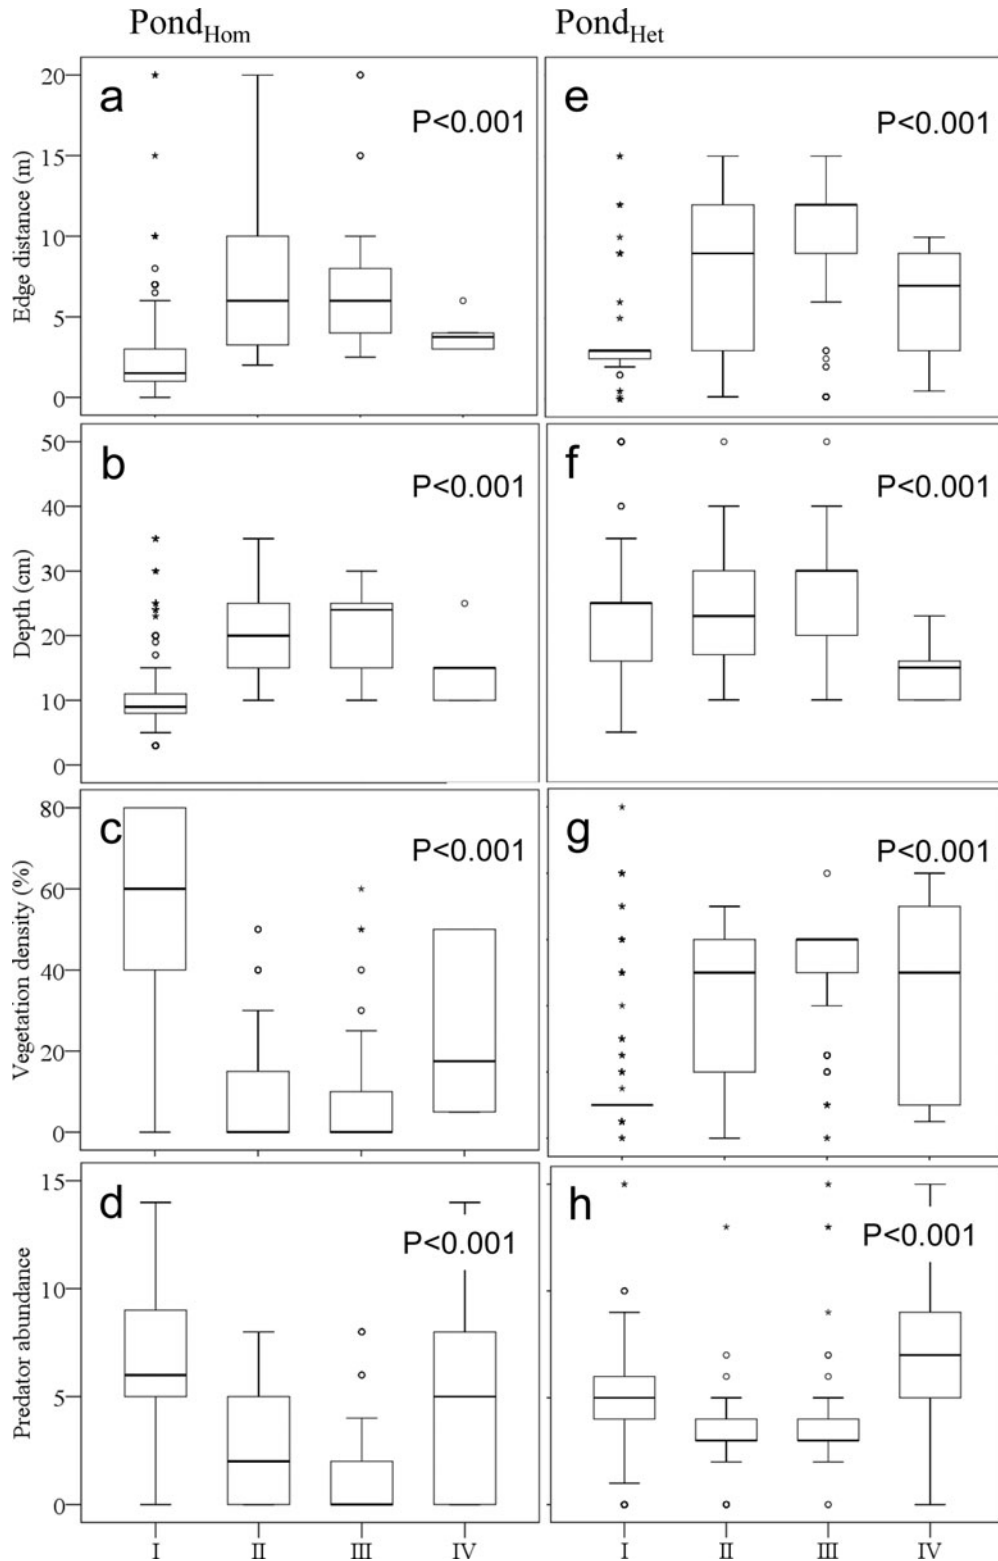 Pond_Hom Pond_Het
a P<0.001
e P<0.001
Edge distance (m)
20
15
10
5
0
b P<0.001
f P<0.001
Depth (cm)
50
40
30
20
10
0
c P<0.001
g P<0.001
Vegetation density (%)
80
60
40
20
0
d P<0.001
h P<0.001
Predator abundance
15
10
5
0
I II III IV
I II III IV